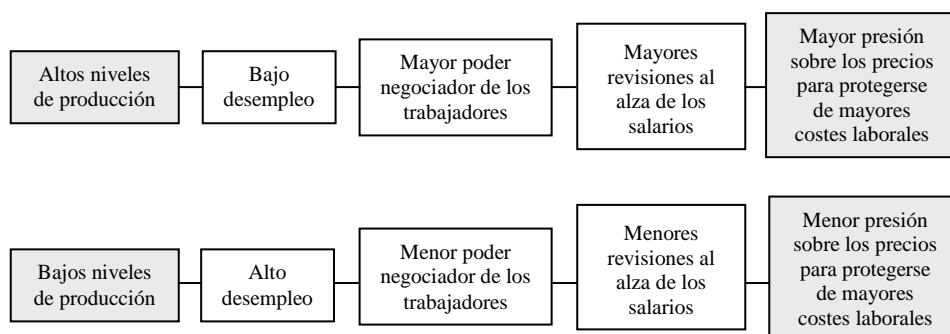 Altos niveles
de producción
Bajo
desempleo
Mayor poder
negociador de los
trabajadores
Mayores
revisiones al
alza de los
salarios
Mayor presión
sobre los precios
para protegerse
de mayores
costes laborales
Bajos niveles
de producción
Alto
desempleo
Menor poder
negociador de los
trabajadores
Menores
revisiones al
alza de los
salarios
Menor presión
sobre los precios
para protegerse
de mayores
costes laborales